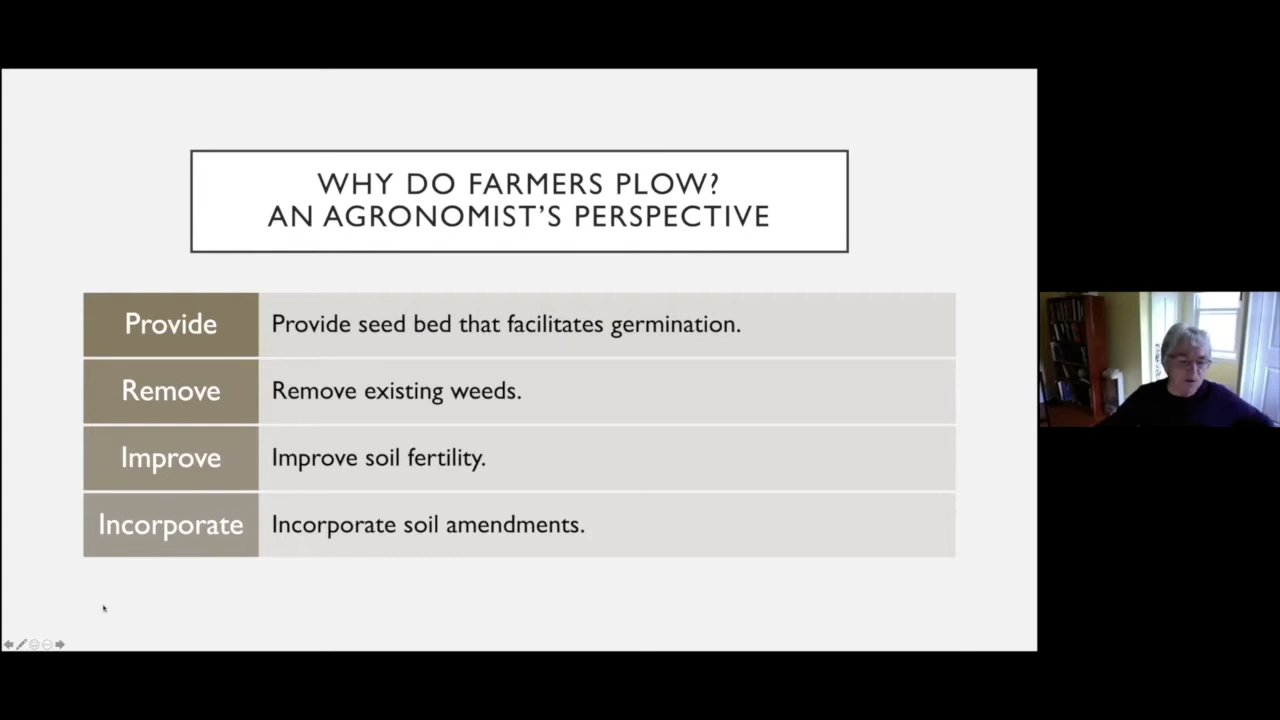 WHY DO FARMERS PLOW?
AN AGRONOMIST'S PERSPECTIVE
Provide
Provide seed bed that facilitates germination.
Remove
Remove existing weeds.
Improve
Improve soil fertility.
Incorporate
Incorporate soil amendments.